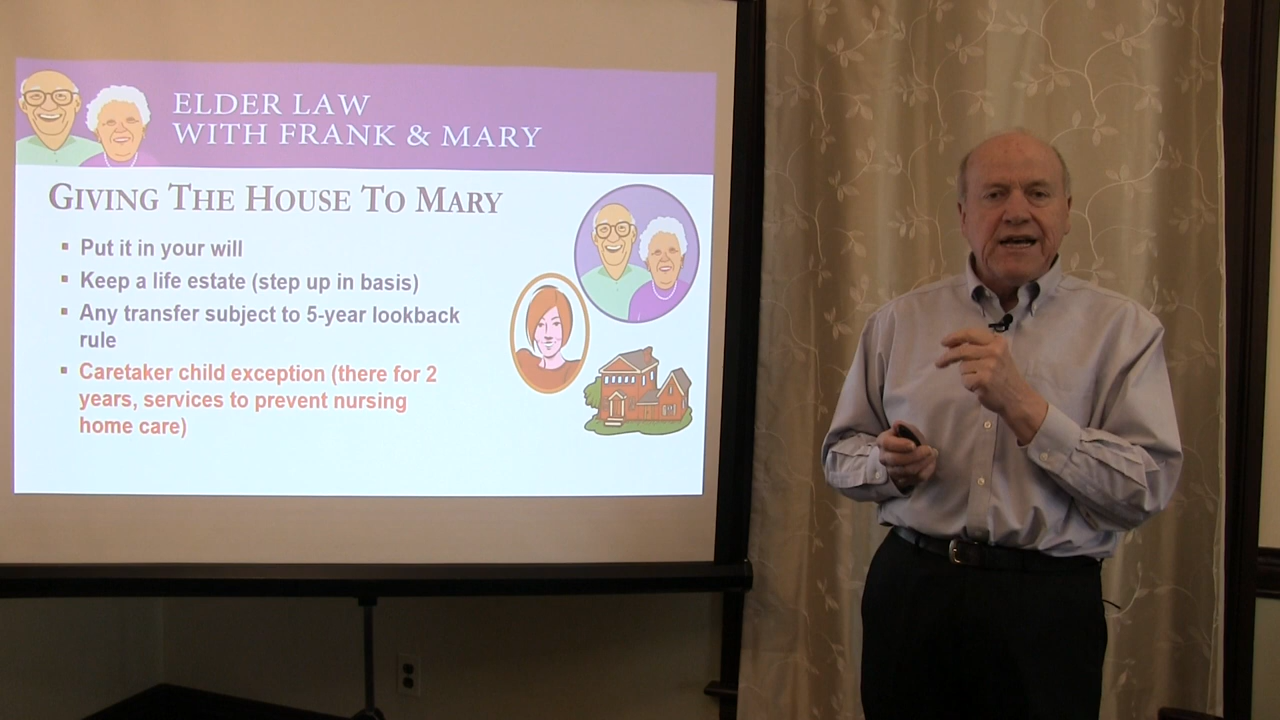 ELDER LAW
WITH FRANK & MARY
GIVING THE HOUSE TO MARY
▪ Put it in your will
▪ Keep a life estate (step up in basis)
▪ Any transfer subject to 5-year lookback
rule
▪ Caretaker child exception (there for 2
years, services to prevent nursing
home care)